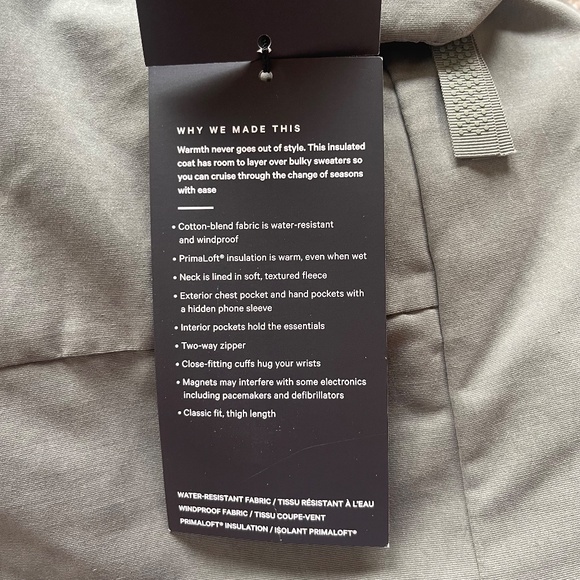 WHY WE MADE THIS
Warmth never goes out of style. This insulated
coat has room to layer over bulky sweaters so
you can cruise through the change of seasons
with ease
• Cotton-blend fabric is water-resistant
and windproof
• PrimaLoft® insulation is warm, even when wet
• Neck is lined in soft, textured fleece
• Exterior chest pocket and hand pockets with
a hidden phone sleeve
• Interior pockets hold the essentials
• Two-way zipper
• Close-fitting cuffs hug your wrists
• Magnets may interfere with some electronics
including pacemakers and defibrillators
• Classic fit, thigh length
WATER-RESISTANT FABRIC / TISSU RÉSISTANT À L'EAU
WINDPROOF FABRIC / TISSU COUPE-VENT
PRIMALOFT® INSULATION / ISOLANT PRIMALOFT®